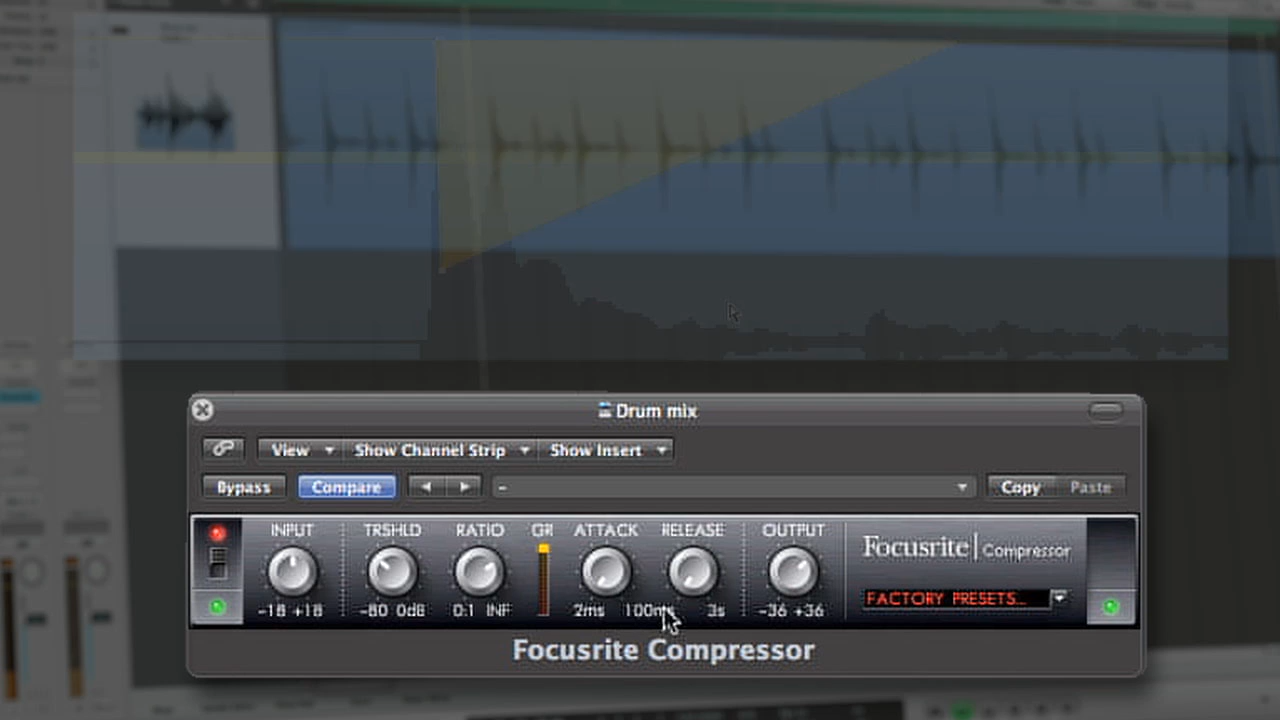 Drum mix
View Show Channel Strip Show Insert
Bypass Compare - Copy Paste
INPUT TRSHLD RATIO GR ATTACK RELEASE OUTPUT
Focusrite Compressor
-18 +18 -80 0dB 0:1 INF 2ms 100ms 3s -36 +36
FACTORY PRESETS...
Focusrite Compressor